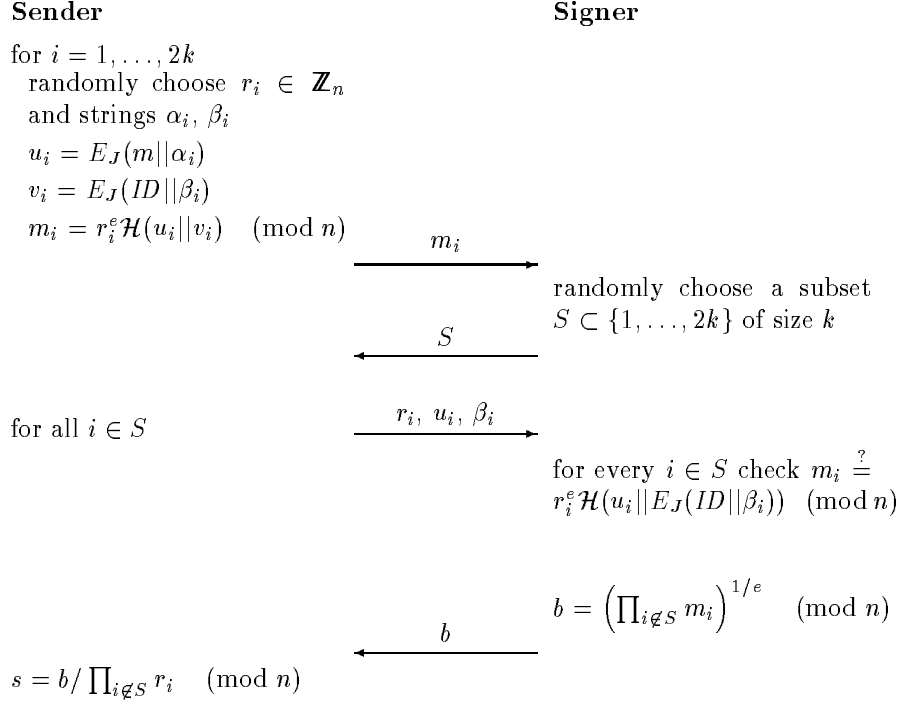 Sender
Signer
for i = 1, . . . , 2k
randomly choose r_i ∈ ℤ_n
and strings α_i, β_i
u_i = E_J(m||α_i)
v_i = E_J(ID||β_i)
m_i = r_i^e ℋ(u_i||v_i) (mod n)
m_i
randomly choose a subset
S ⊂ {1, . . . , 2k} of size k
S
for all i ∈ S
r_i, u_i, β_i
for every i ∈ S check m_i ≟
r_i^e ℋ(u_i||E_J(ID||β_i)) (mod n)
b = (∏_{i∉S} m_i)^{1/e} (mod n)
b
s = b/ ∏_{i∉S} r_i (mod n)